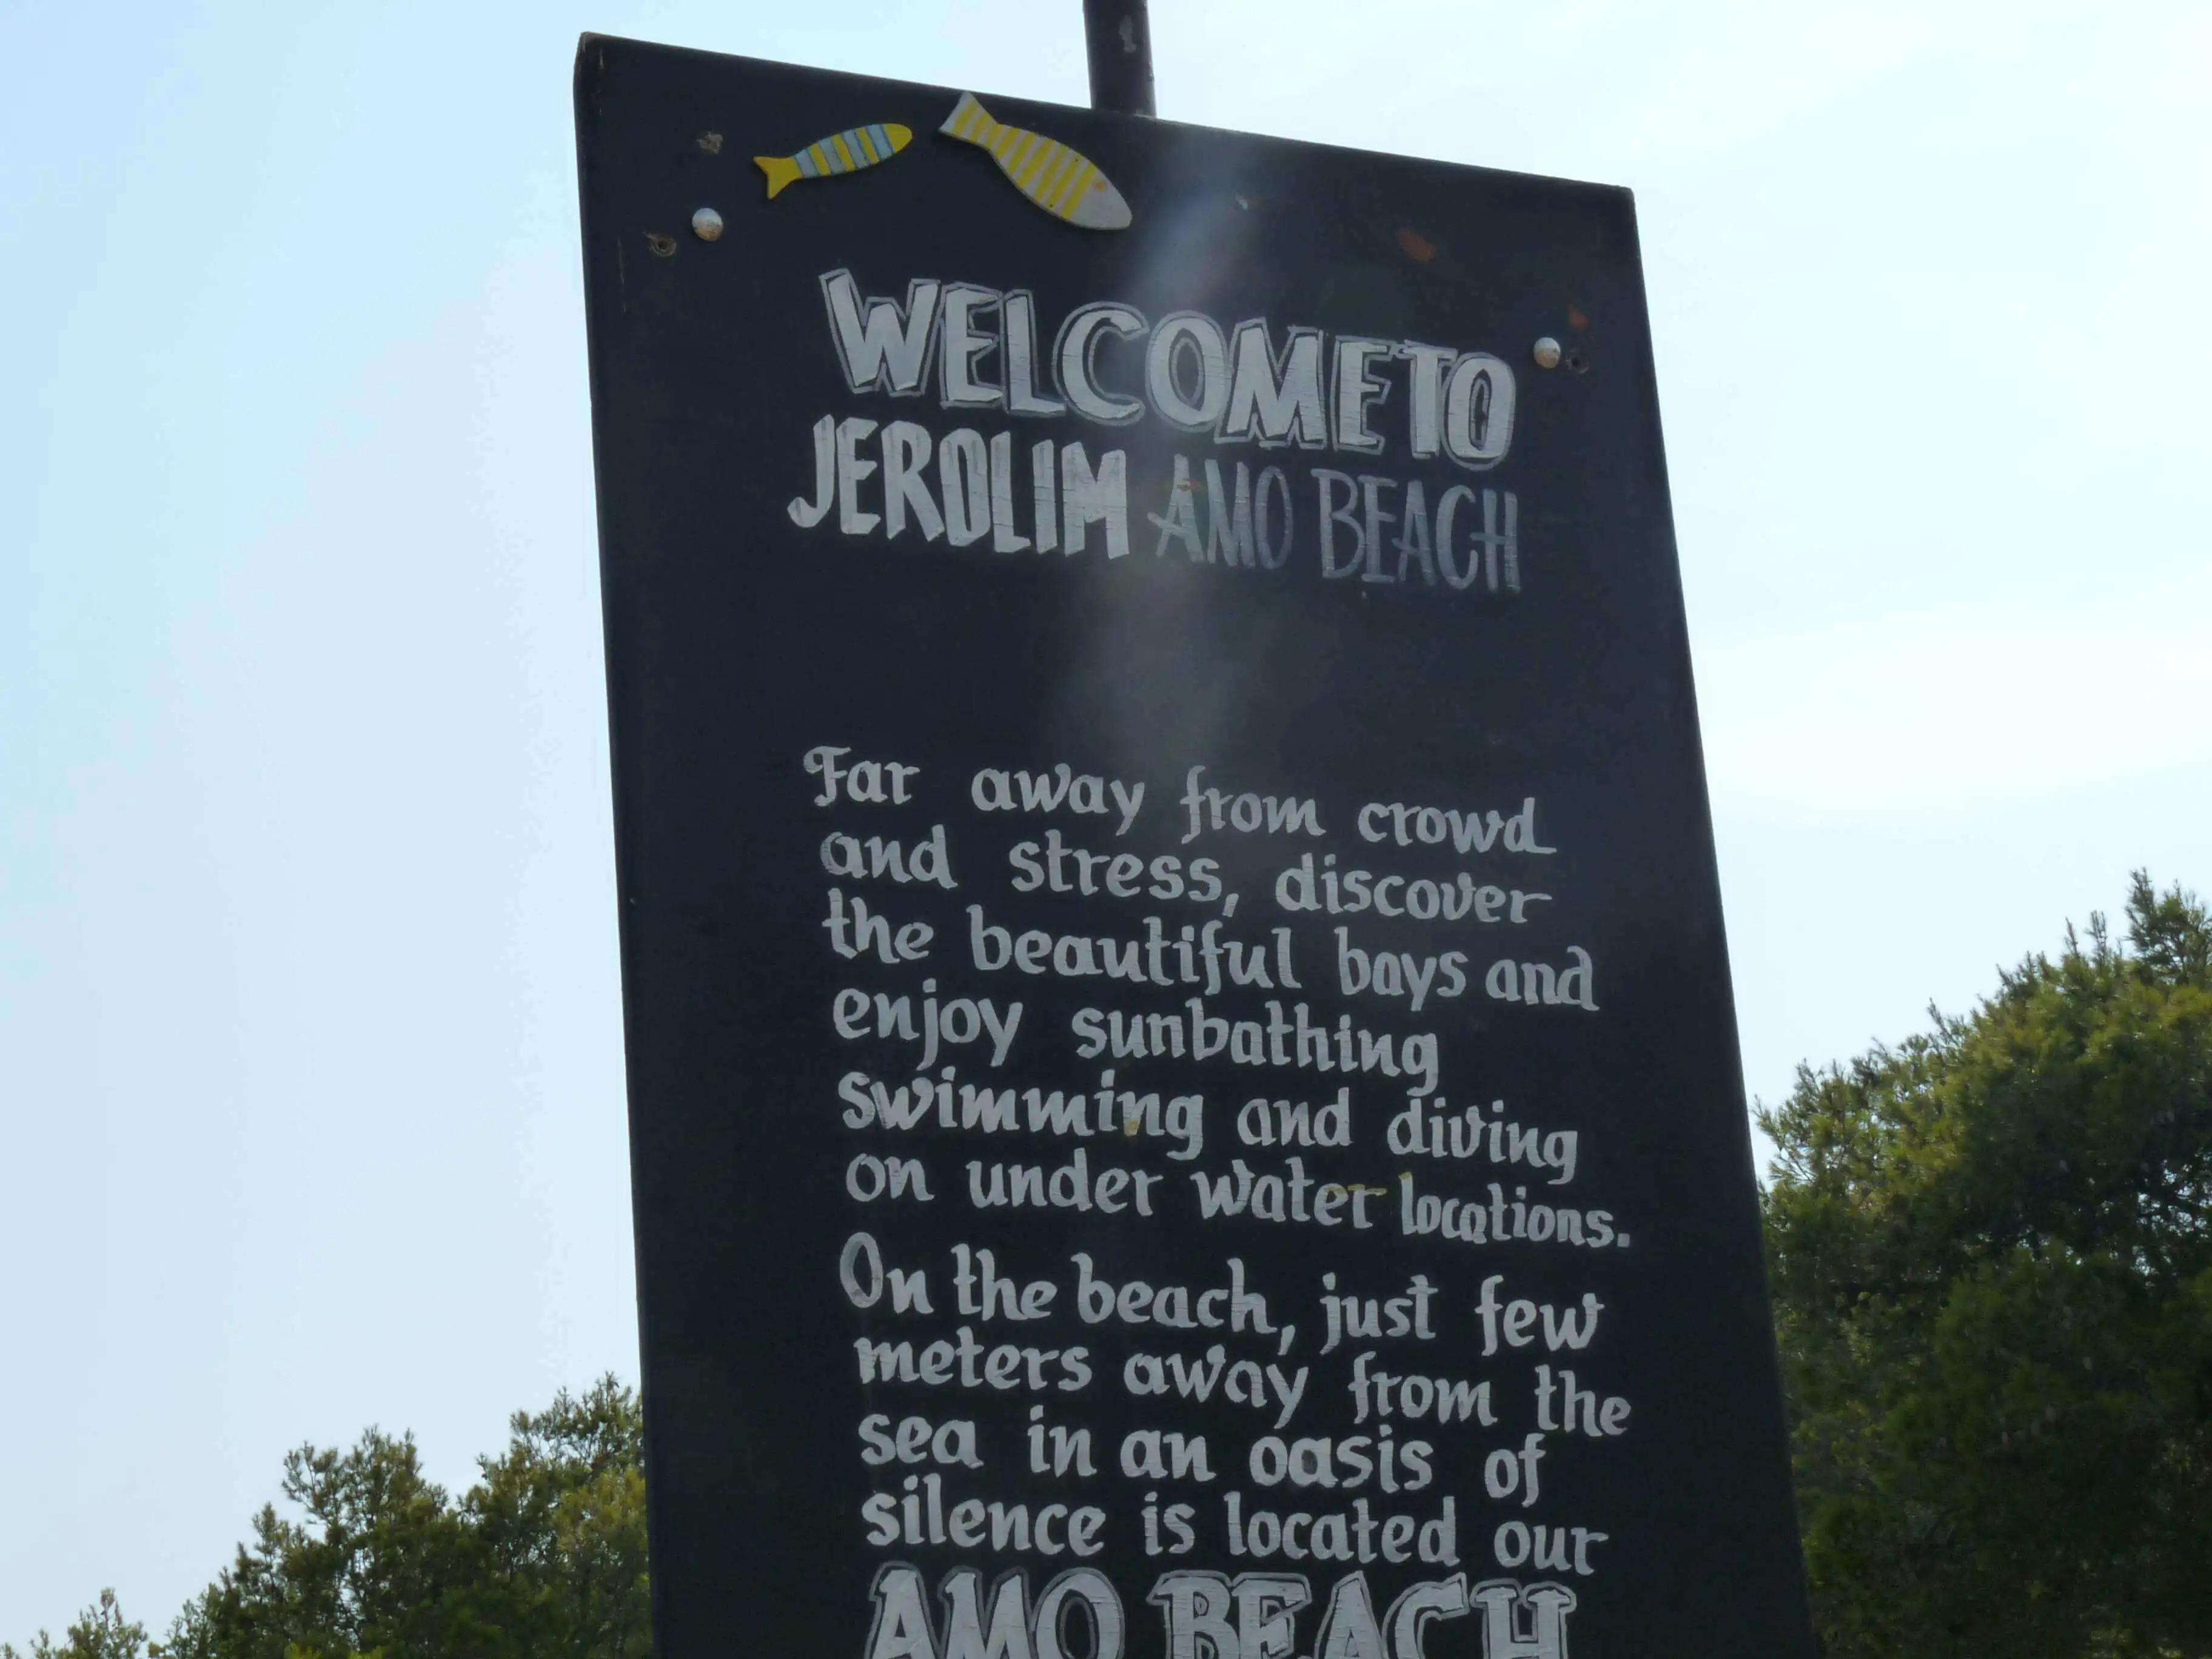 WELCOME TO
JEROLIM AMO BEACH
Far away from crowd
and stress, discover
the beautiful bays and
enjoy sunbathing
swimming and diving
on under water locations.
On the beach, just few
meters away from the
sea in an oasis of
silence is located our
AMO BEACH